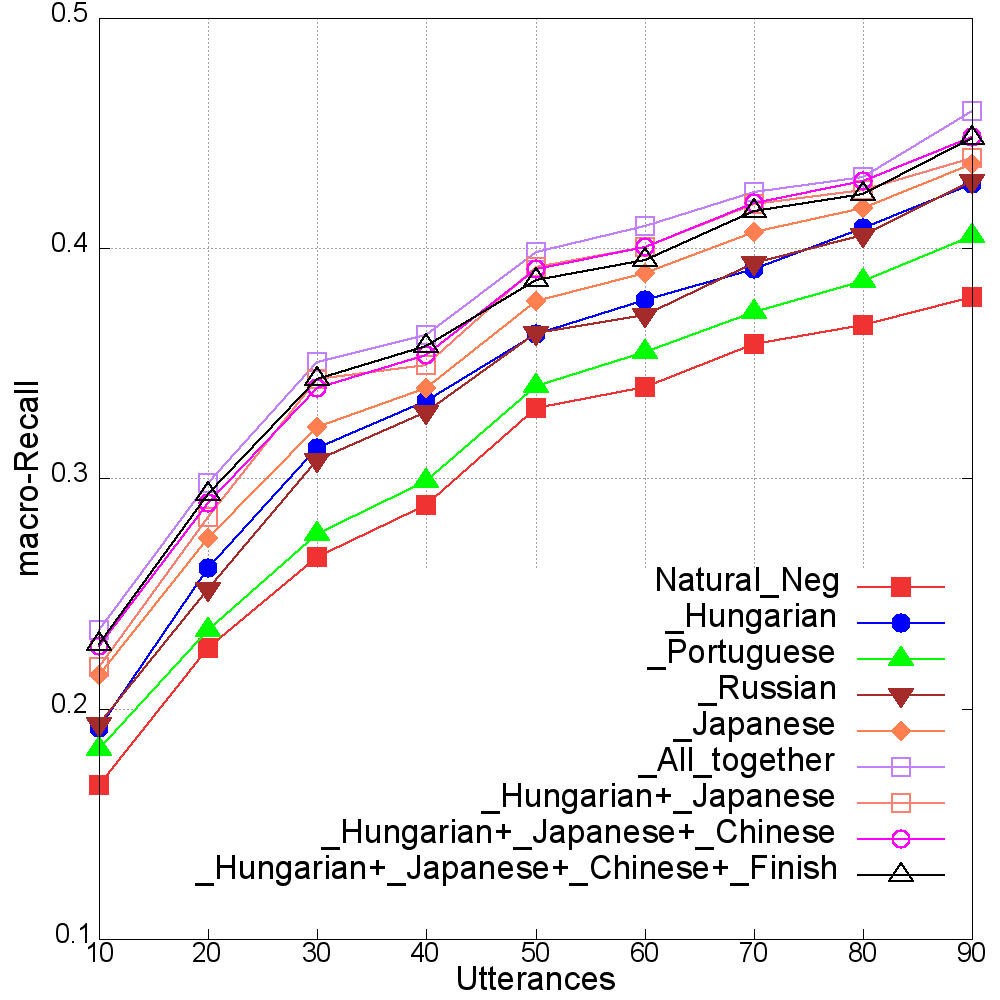 0.5
0.4
0.3
0.2
0.1
macro-Recall
Natural_Neg
_Hungarian
_Portuguese
_Russian
_Japanese
_All_together
_Hungarian+_Japanese
_Hungarian+_Japanese+_Chinese
_Hungarian+_Japanese+_Chinese+_Finish
10 20 30 40 50 60 70 80 90
Utterances